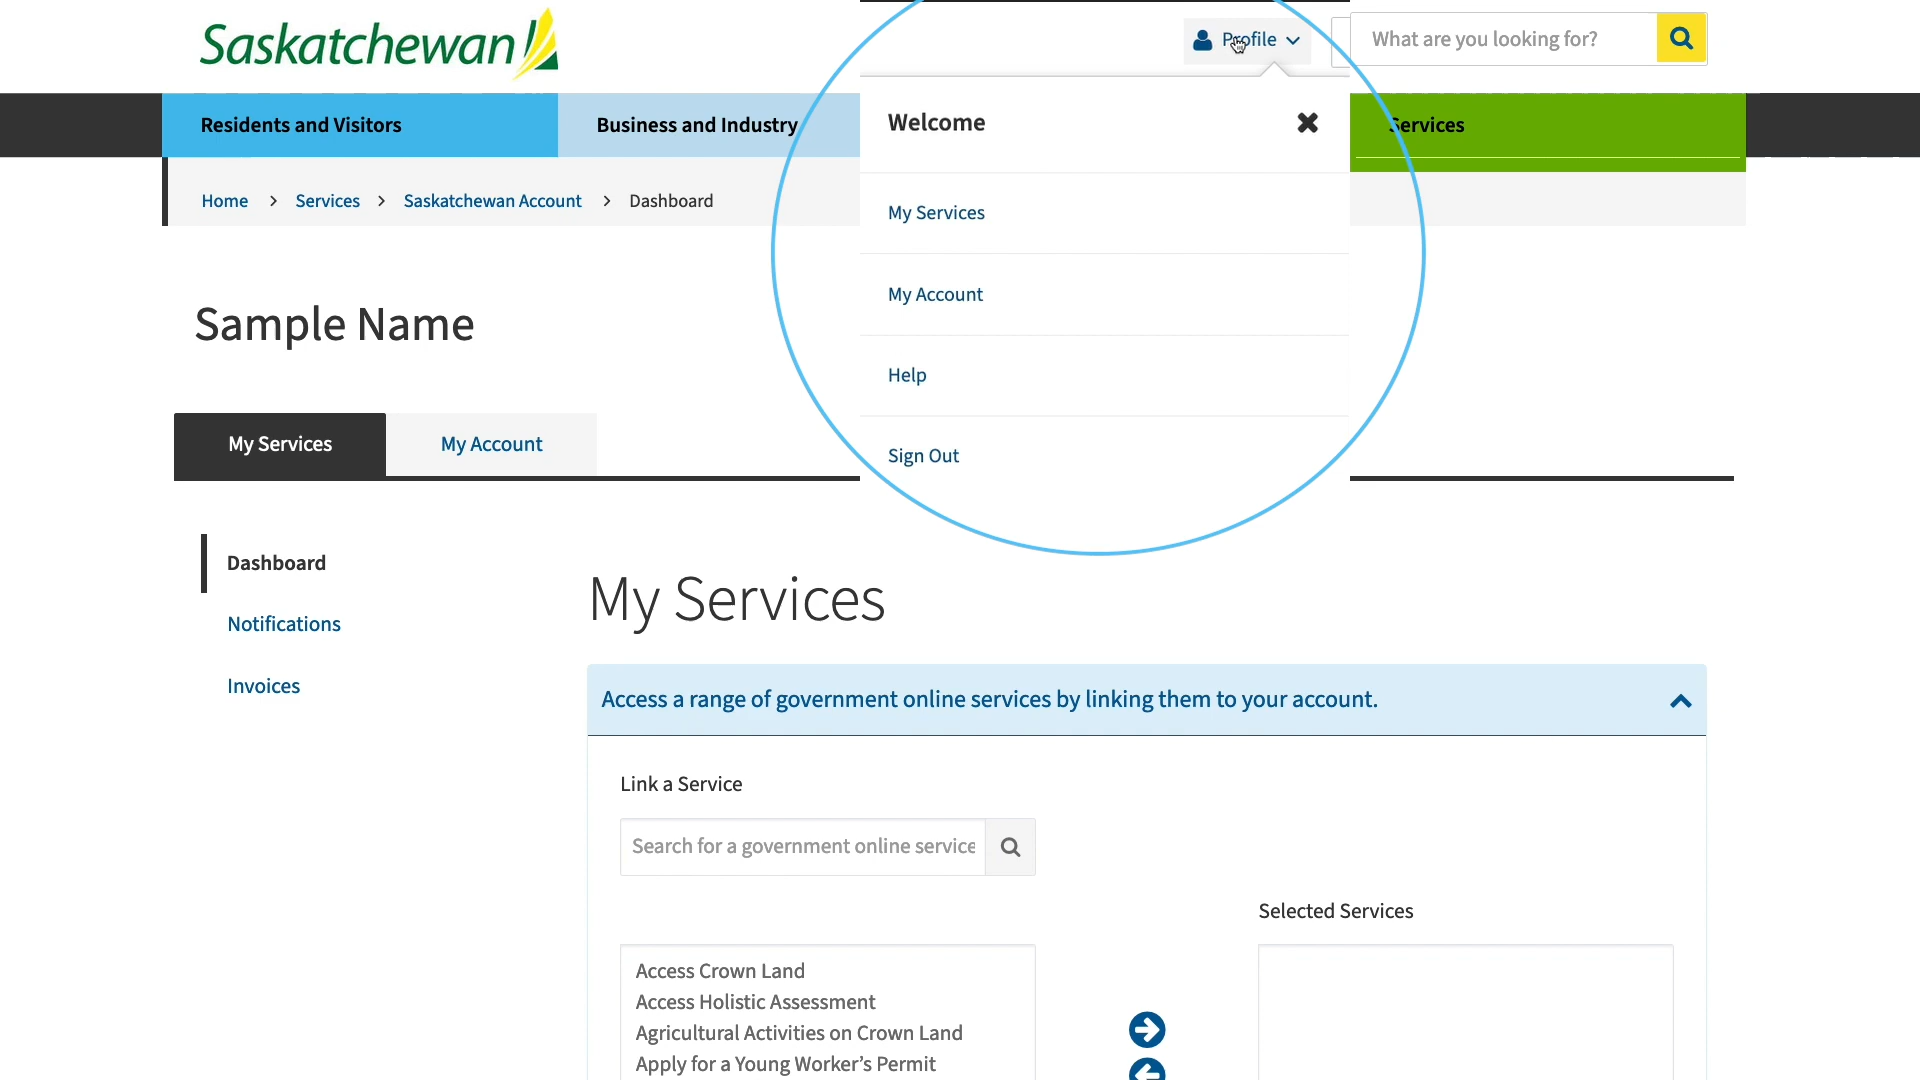 Saskatchewan
Profile
What are you looking for?
Residents and Visitors
Business and Industry
Services
Welcome
Home > Services > Saskatchewan Account > Dashboard
My Services
My Account
Help
Sign Out
Sample Name
My Services
My Account
Dashboard
Notifications
Invoices
My Services
Access a range of government online services by linking them to your account.
Link a Service
Search for a government online service
Selected Services
Access Crown Land
Access Holistic Assessment
Agricultural Activities on Crown Land
Apply for a Young Worker's Permit